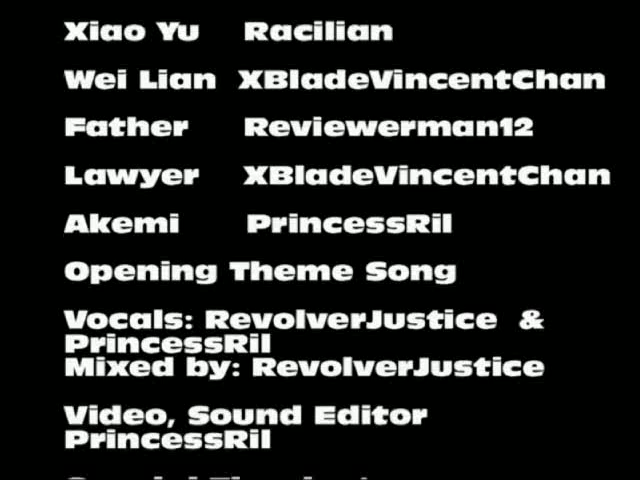 Xiao Yu Racilian
Wei Lian XBladeVincentChan
Father Reviewerman12
Lawyer XBladeVincentChan
Akemi PrincessRil
Opening Theme Song
Vocals: RevolverJustice &
PrincessRil
Mixed by: RevolverJustice
Video, Sound Editor
PrincessRil